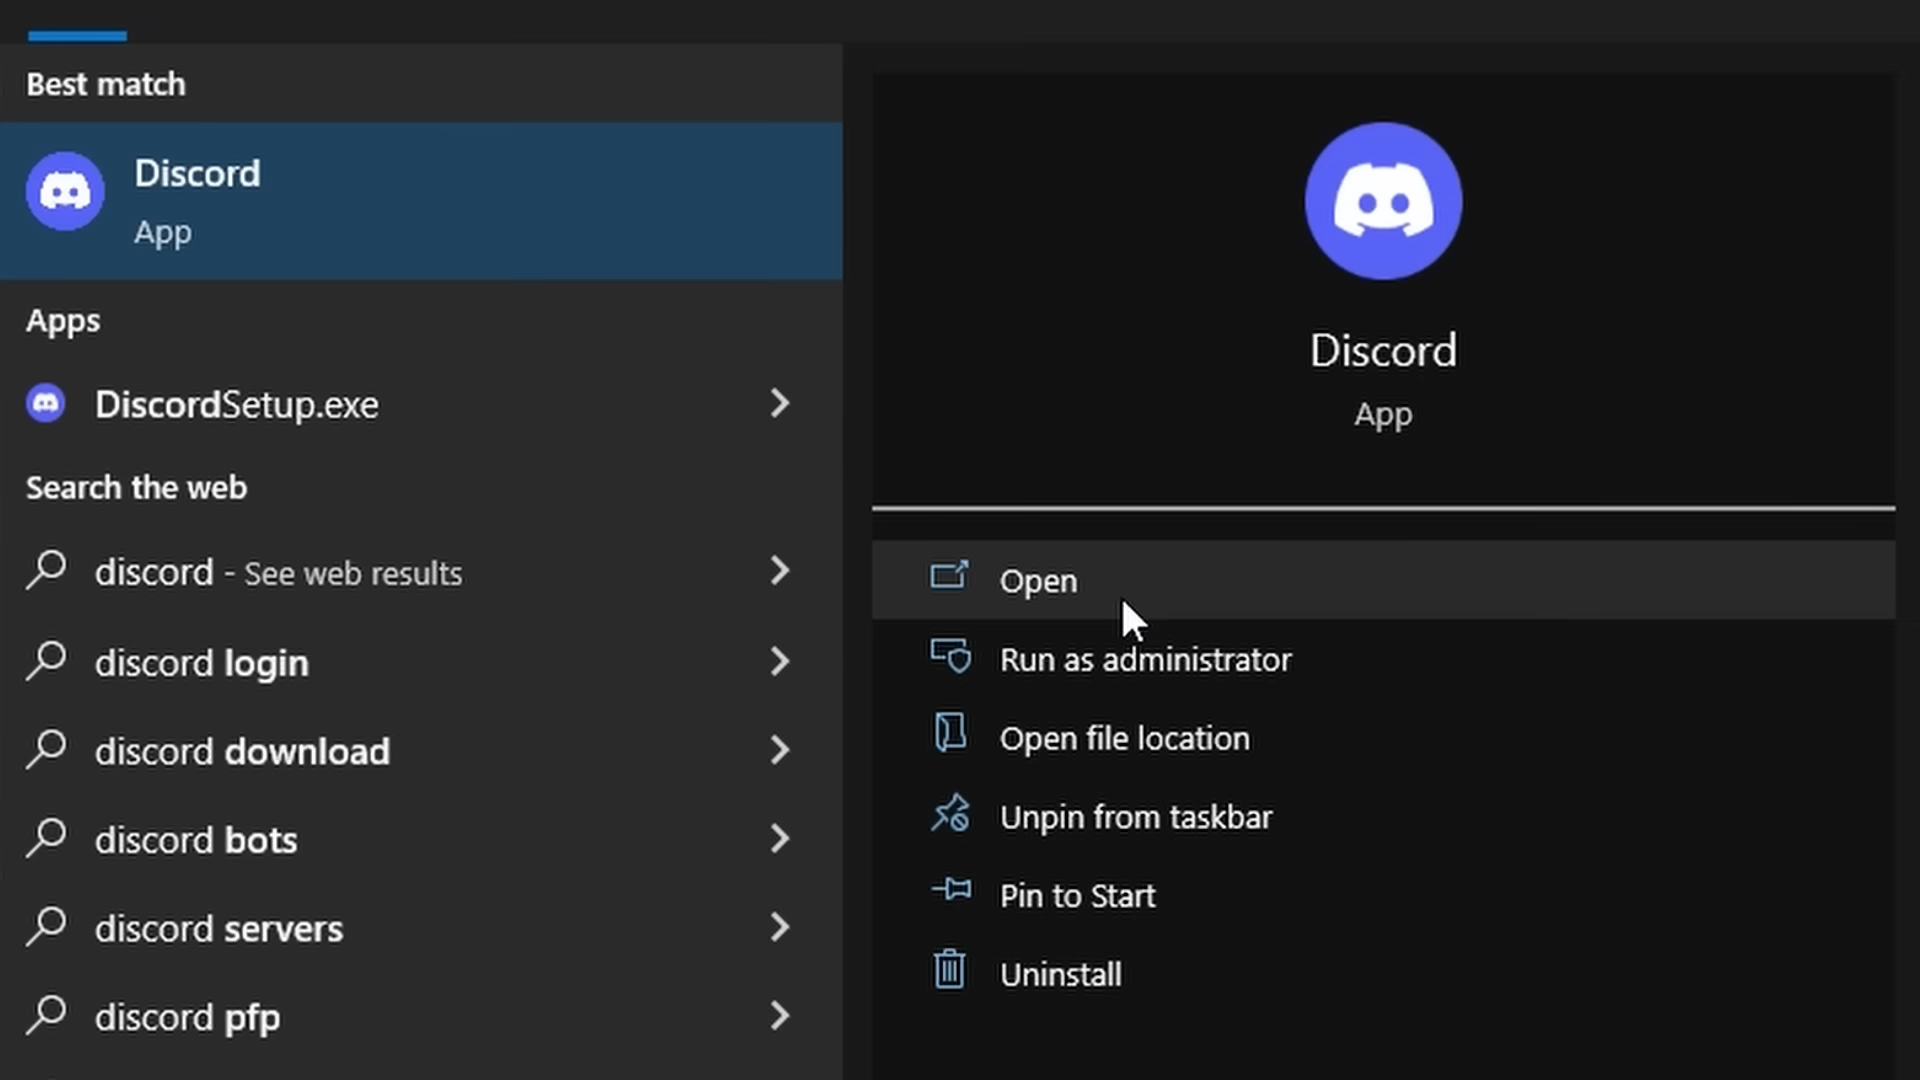 Best match
Discord
App
Apps
DiscordSetup.exe
Search the web
discord - See web results
discord login
discord download
discord bots
discord servers
discord pfp
Discord
App
Open
Run as administrator
Open file location
Unpin from taskbar
Pin to Start
Uninstall